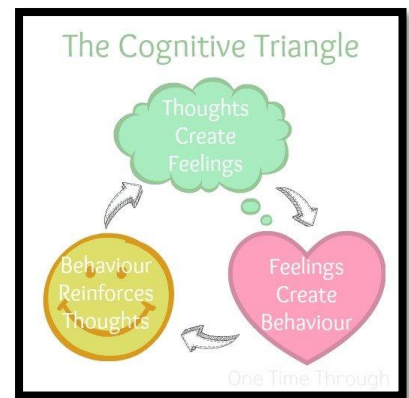 The Cognitive Triangle
Thoughts
Create
Feelings
Feelings
Create
Behaviour
Behaviour
Reinforces
Thoughts
One Time Through